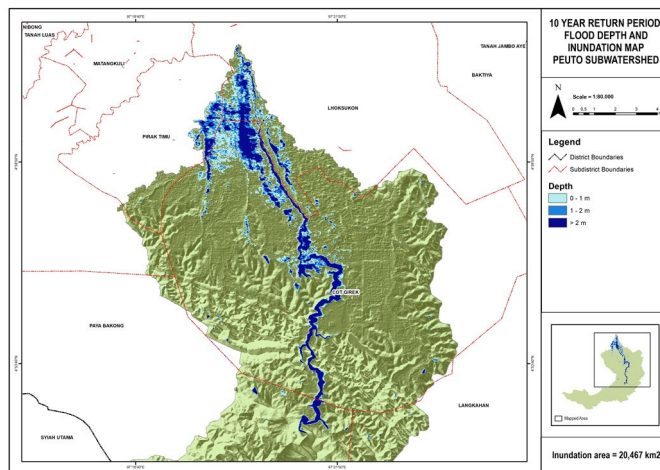 10 YEAR RETURN PERIOD
FLOOD DEPTH AND
INUNDATION MAP
PEUTO SUBWATERSHED
N
Scale = 1:80.000
Legend
District Boundaries
Subdistrict Boundaries
Depth
0 - 1 m
1 - 2 m
> 2 m
Mapped Area
Inundation area = 20,467 km2
NIBONG
TANAH LUAS
MATANGKULI
TANAH JAMBO AYE
BAKTIYA
LHOKSUKON
PIRAK TIMU
COT GIREK
PAYA BAKONG
LANGKAHAN
SYIAH UTAMA